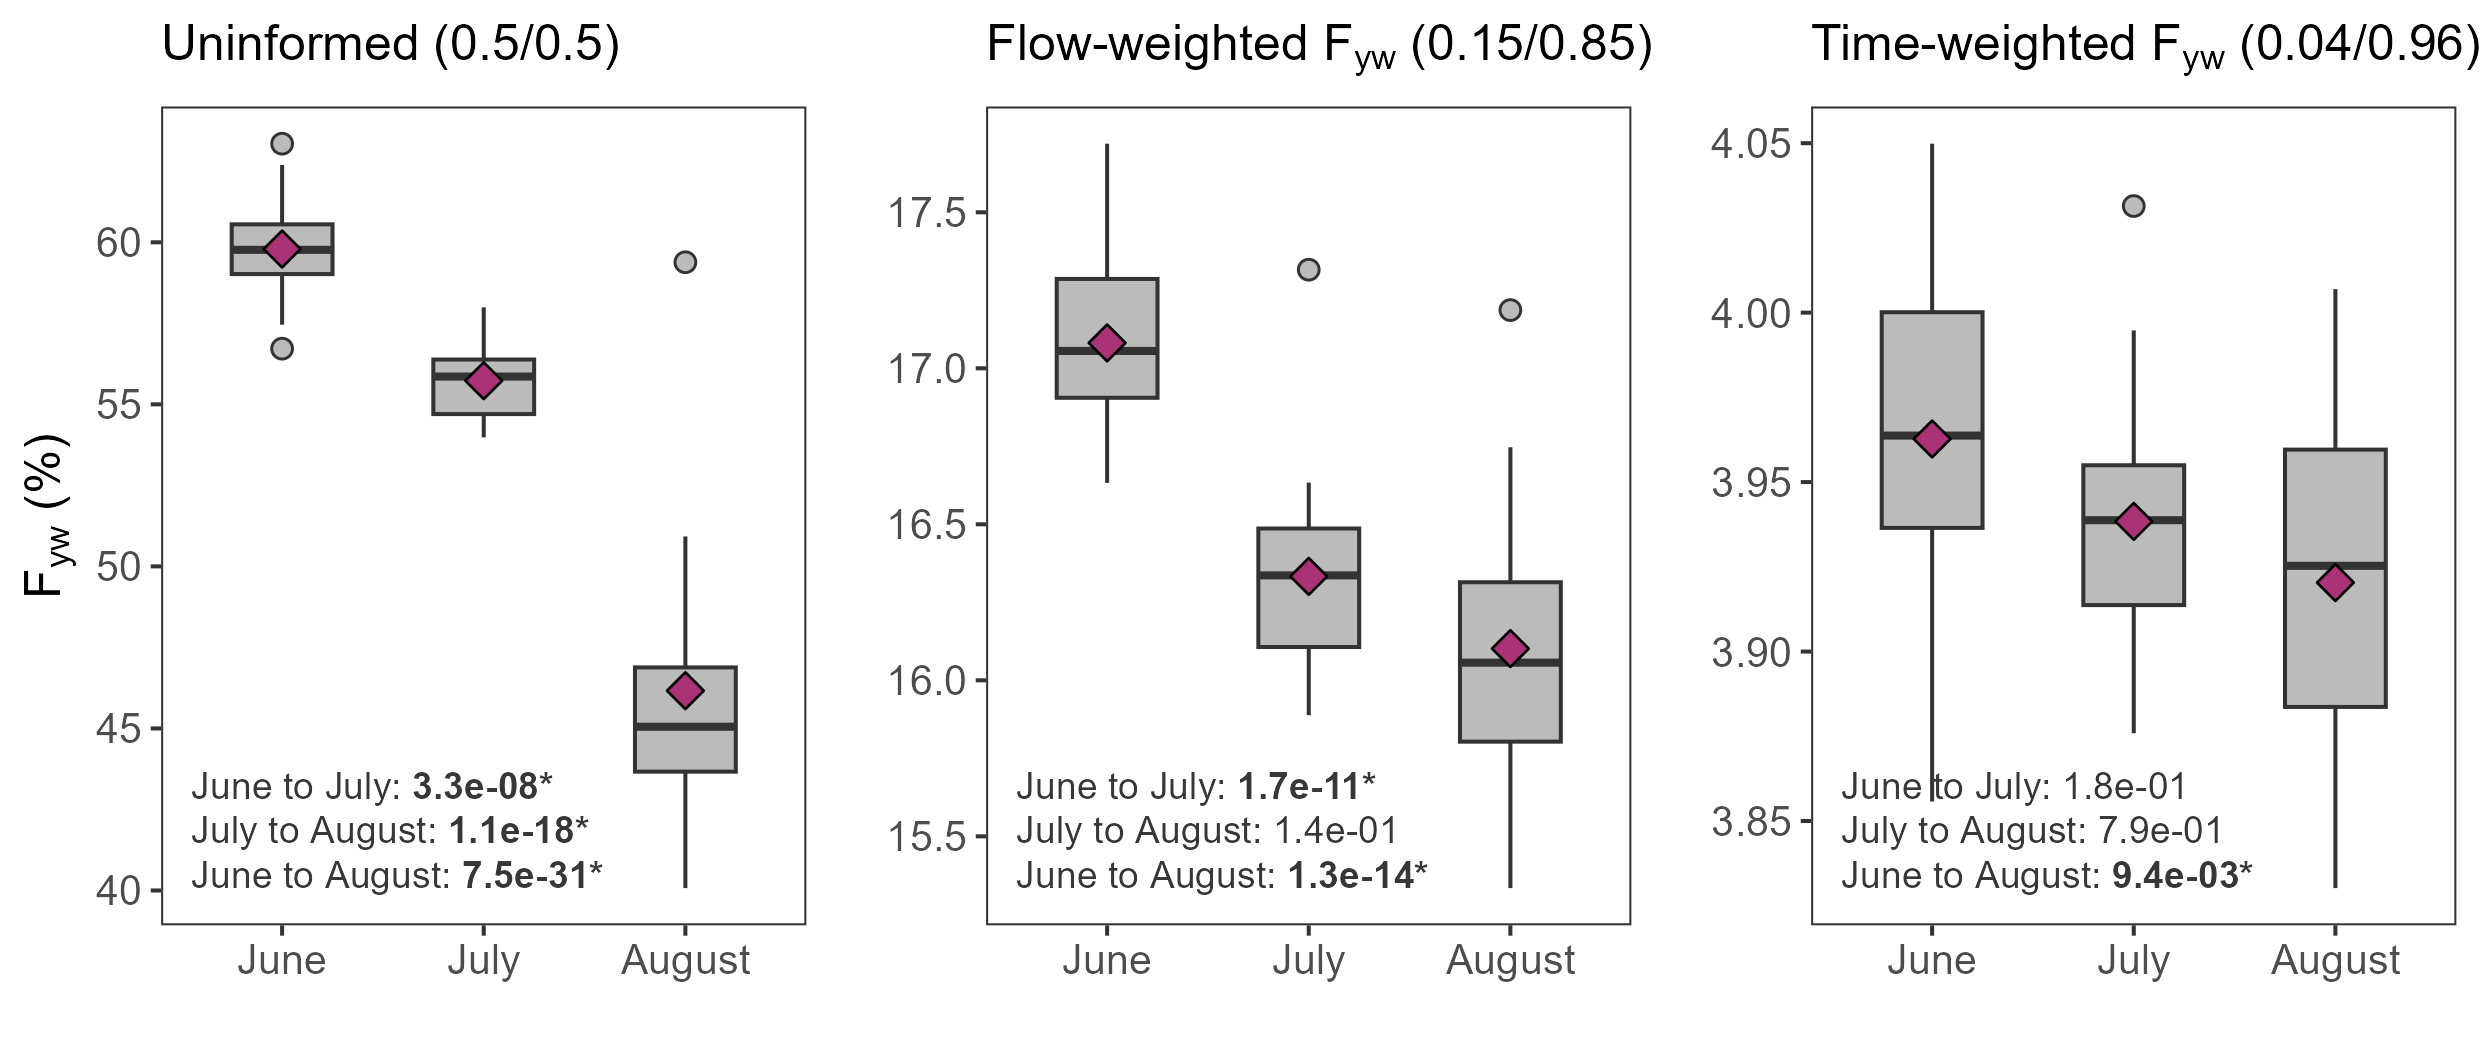 Uninformed (0.5/0.5)
Flow-weighted Fyw (0.15/0.85)
Time-weighted Fyw (0.04/0.96)
Fyw (%)
60
55
50
45
40
June to July: 3.3e-08*
July to August: 1.1e-18*
June to August: 7.5e-31*
June
July
August
17.5
17.0
16.5
16.0
15.5
June to July: 1.7e-11*
July to August: 1.4e-01
June to August: 1.3e-14*
June
July
August
4.05
4.00
3.95
3.90
3.85
June to July: 1.8e-01
July to August: 7.9e-01
June to August: 9.4e-03*
June
July
August